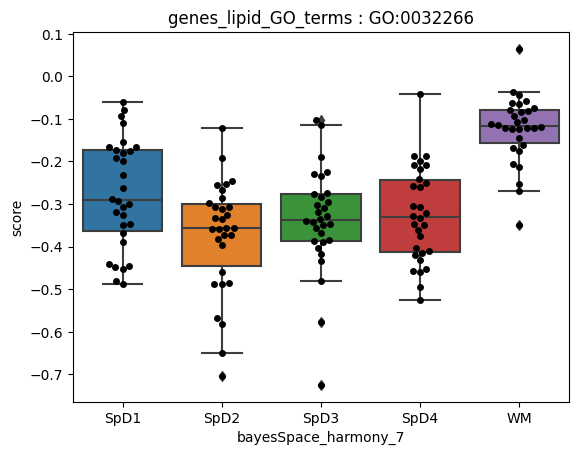 genes_lipid_GO_terms : GO:0032266
0.1
0.0
−0.1
−0.2
−0.3
−0.4
−0.5
−0.6
−0.7
score
SpD1 SpD2 SpD3 SpD4 WM
bayesSpace_harmony_7